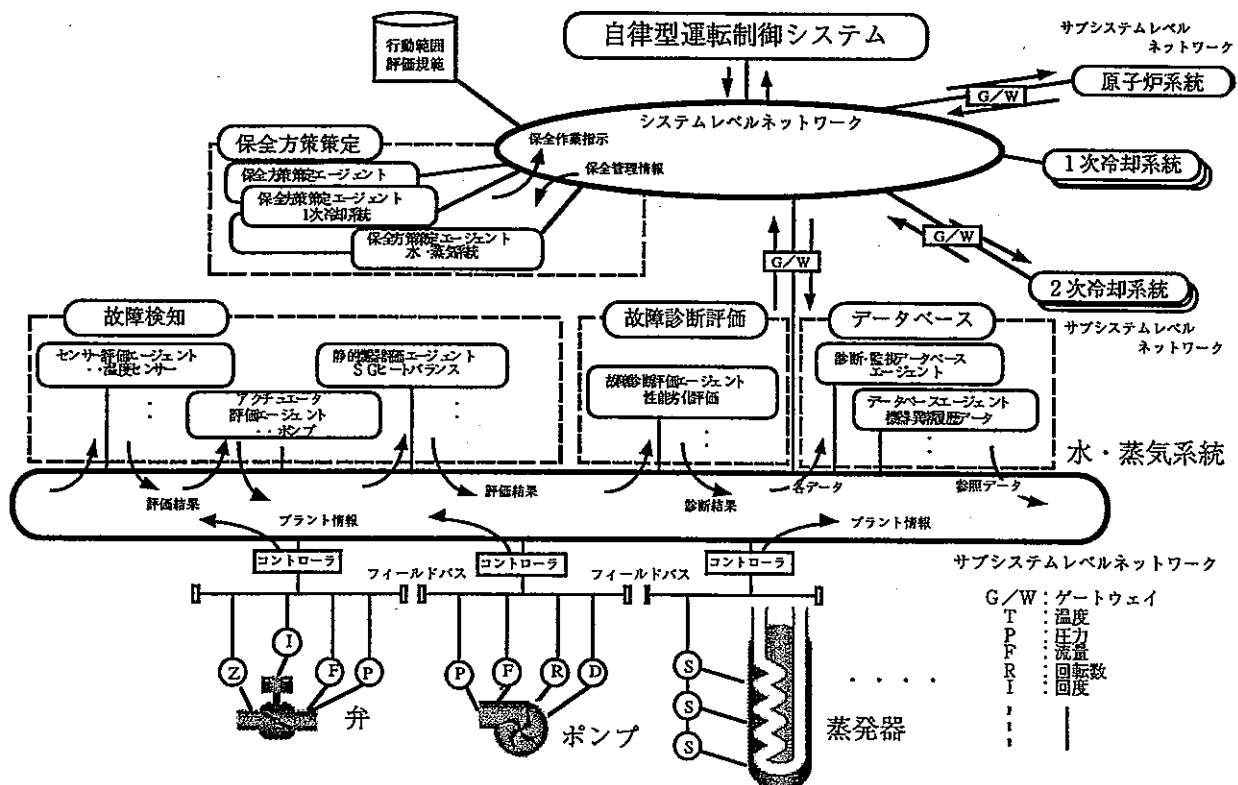 自律型運転制御システム
行動範囲
評価規範
サブシステムレベル
ネットワーク
原子炉系統
G/W
システムレベルネットワーク
保全作業指示
保全管理情報
1次冷却系統
G/W
2次冷却系統
サブシステムレベル
ネットワーク
保全方策策定
保全方策策定エージェント
保全方策策定エージェント
1次冷却系統
保全方策策定エージェント
水・蒸気系統
G/W
故障検知
センサー評価エージェント
・・温度センサー
アクチュエータ
評価エージェント
・・ポンプ
静的機器評価エージェント
SGヒートバランス
故障診断評価
故障診断評価エージェント
性能劣化評価
データベース
診断・監視データベース
エージェント
データベースエージェント
機器異常履歴データ
水・蒸気系統
評価結果
評価結果
診断結果
各データ
参照データ
プラント情報
プラント情報
コントローラ
コントローラ
コントローラ
フィールドバス
フィールドバス
サブシステムレベルネットワーク
Z
I
F
P
弁
P
F
R
D
ポンプ
S
S
S
蒸発器
・・・・・
G/W:ゲートウェイ
T:温度
P:圧力
F:流量
R:回転数
I:回度